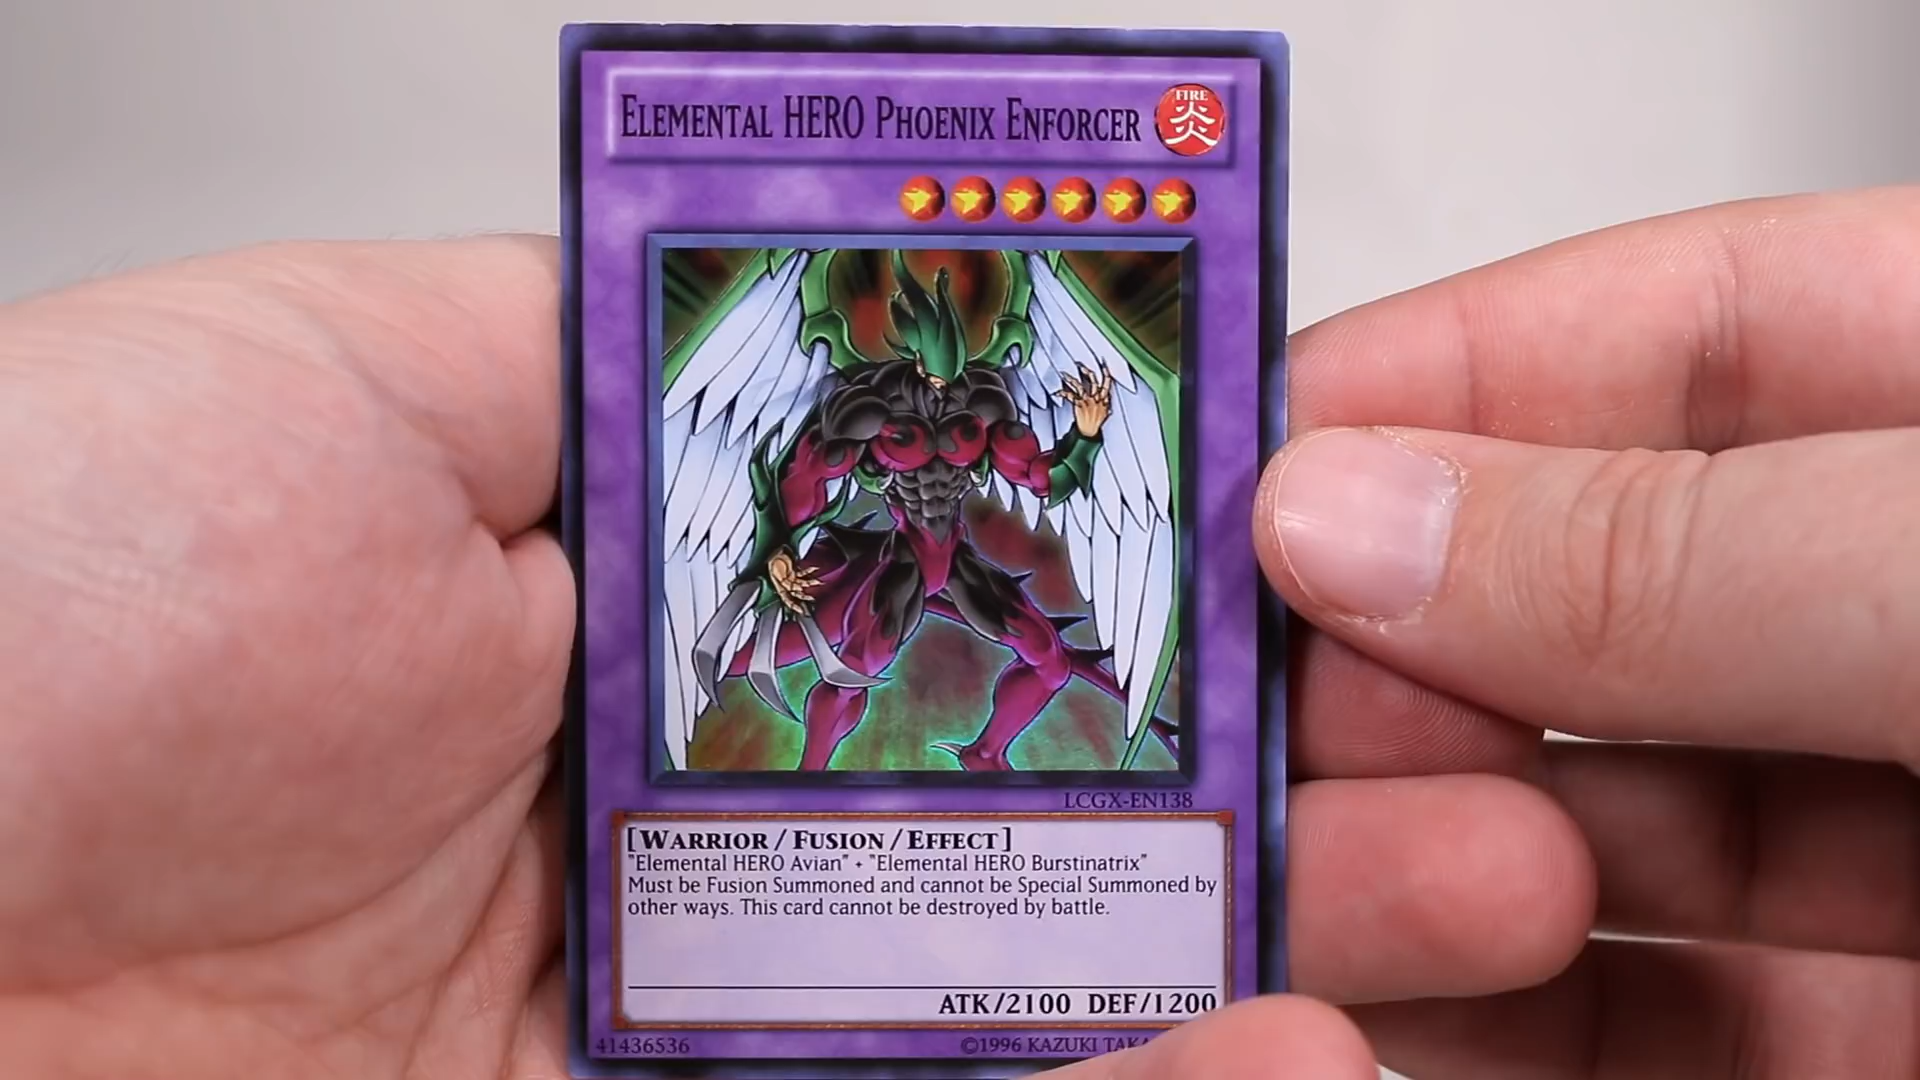 ELEMENTAL HERO PHOENIX ENFORCER
FIRE
炎
LCGX-EN138
[WARRIOR / FUSION / EFFECT]
"Elemental HERO Avian" + "Elemental HERO Burstinatrix"
Must be Fusion Summoned and cannot be Special Summoned by
other ways. This card cannot be destroyed by battle.
ATK/2100 DEF/1200
41436536
©1996 KAZUKI